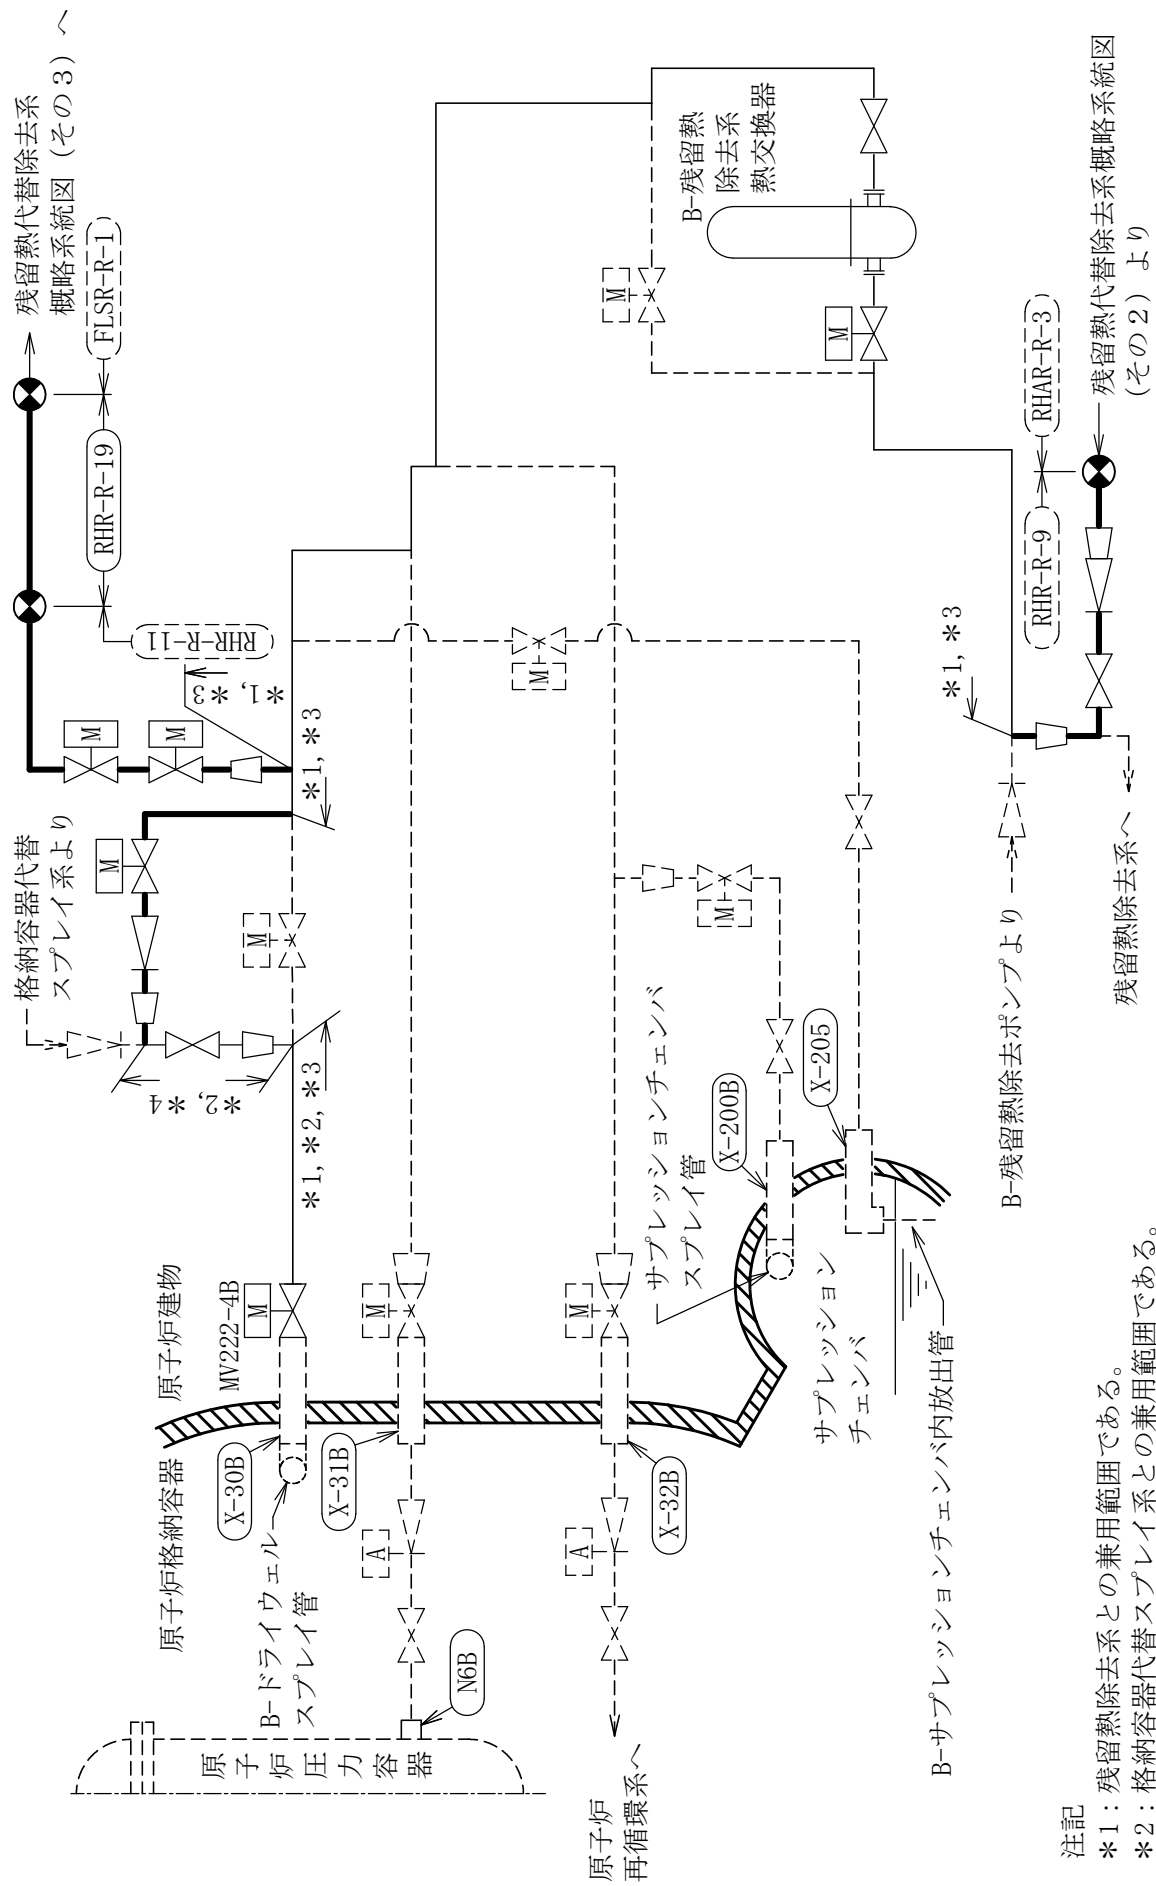 原子炉圧力容器
N6B
原子炉
再循環系へ
原子炉格納容器
原子炉建物
B-ドライウェル
スプレイ管
X-30B
X-31B
X-32B
MV222-4B
M
M
M
A
A
格納容器代替
スプレイ系より
*2, *4
*1, *2, *3
M
M
*1, *3
M
M
*1, *3
RHR-R-11
RHR-R-19
FLSR-R-1
残留熱代替除去系
概略系統図（その３）へ
M
M
M
M
B-残留熱
除去系
熱交換器
サプレッションチェンバ
スプレイ管
X-200B
X-205
サプレッション
チェンバ
B-サプレッションチェンバ内放出管
B-残留熱除去ポンプより
残留熱除去系へ
*1, *3
RHR-R-9
RHAR-R-3
残留熱代替除去系概略系統図
(その２) より
注記
*1：残留熱除去系との兼用範囲である。
*2：格納容器代替スプレイ系との兼用範囲である。